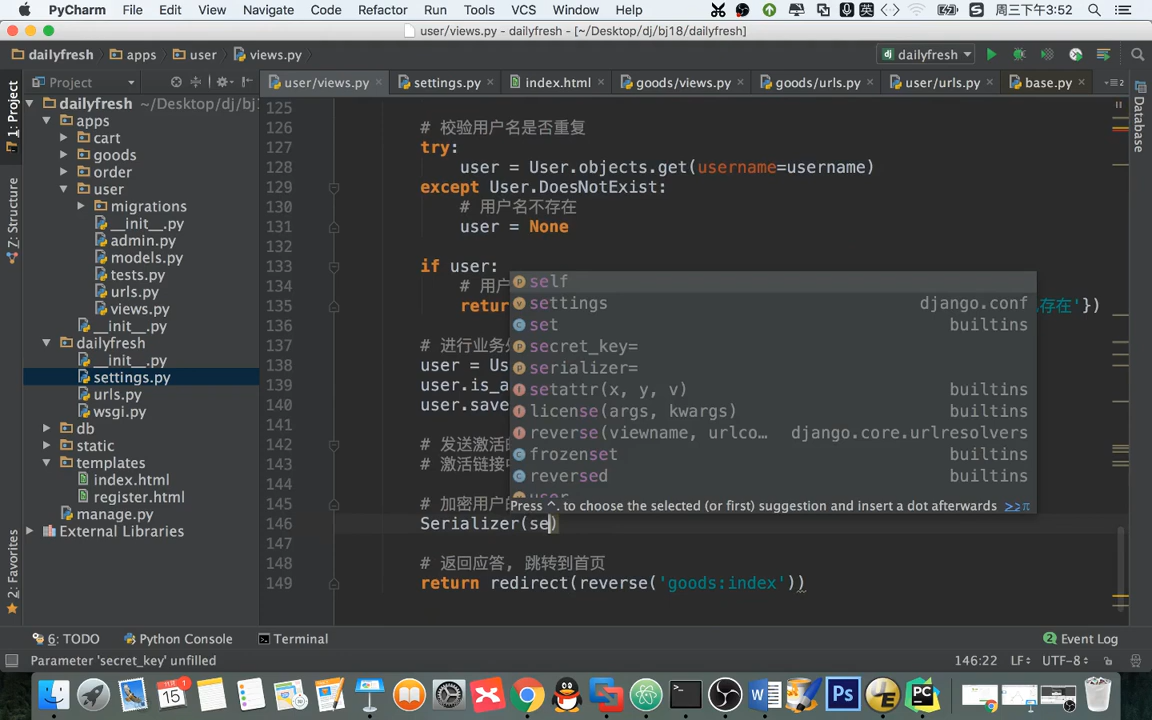 PyCharm File Edit View Navigate Code Refactor Run Tools VCS Window Help 周三下午3:52
user/views.py - dailyfresh - [~/Desktop/dj/bj18/dailyfresh]
dailyfresh apps user views.py dailyfresh
Project
user/views.py settings.py index.html goods/views.py goods/urls.py user/urls.py base.py
1: Project
7: Structure
2: Favorites
Database
dailyfresh ~/Desktop/dj/bj1
apps
cart
goods
order
user
migrations
__init__.py
admin.py
models.py
tests.py
urls.py
views.py
__init__.py
dailyfresh
__init__.py
settings.py
urls.py
wsgi.py
db
static
templates
index.html
register.html
manage.py
External Libraries
125
126 # 校验用户名是否重复
127 try:
128 user = User.objects.get(username=username)
129 except User.DoesNotExist:
130 # 用户名不存在
131 user = None
132
133 if user:
134 # 用户
135 retur 存在'})
136
137 # 进行业务
138 user = Us
139 user.is_a
140 user.save
141
142 # 发送激活
143 # 激活链接
144
145 # 加密用户
146 Serializer(se)
147
148 # 返回应答, 跳转到首页
149 return redirect(reverse('goods:index'))
self
settings django.conf
set builtins
secret_key=
serializer=
setattr(x, y, v) builtins
license(args, kwargs) builtins
reverse(viewname, urlco… django.core.urlresolvers
frozenset builtins
reversed builtins
user
Press ^. to choose the selected (or first) suggestion and insert a dot afterwards >>π
6: TODO Python Console Terminal 2 Event Log
Parameter 'secret_key' unfilled 146:22 LF UTF-8